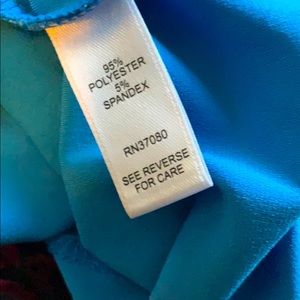 95%
POLYESTER
5%
SPANDEX
RN37080
SEE REVERSE
FOR CARE